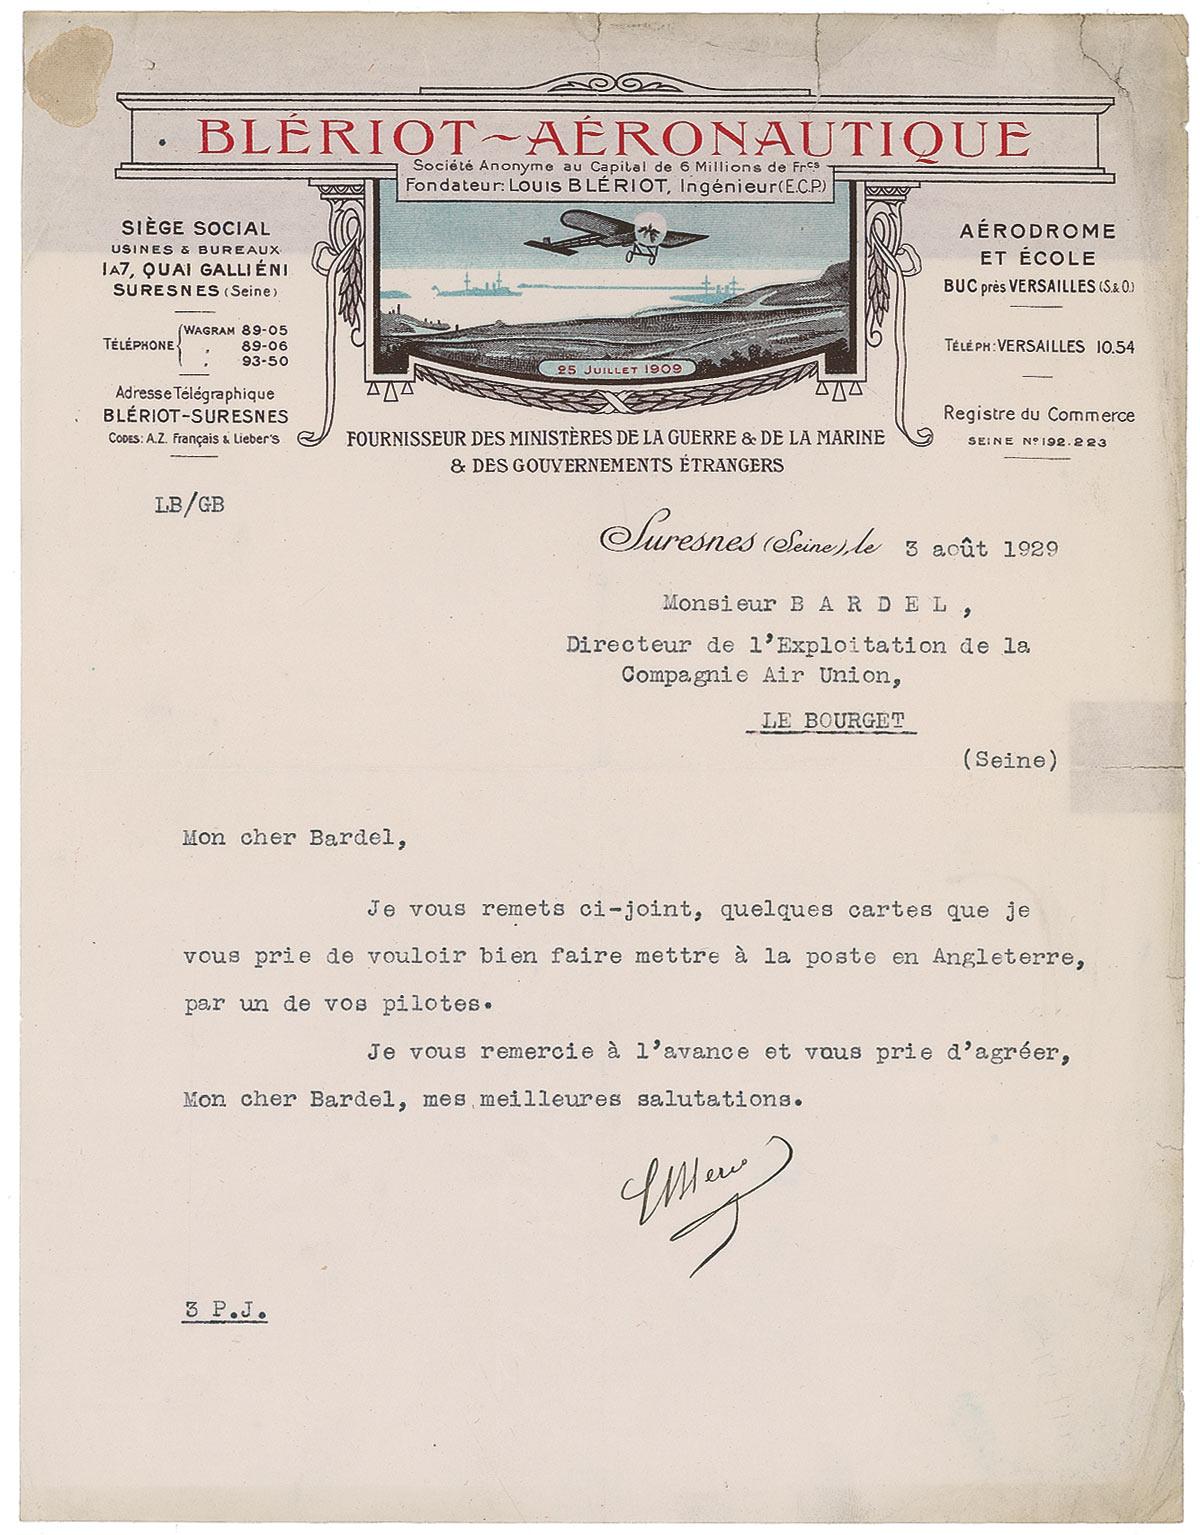 BLÉRIOT~AÉRONAUTIQUE
Société Anonyme au Capital de 6 Millions de Frcs
Fondateur: LOUIS BLÉRIOT, Ingénieur (E.C.P.)
SIÈGE SOCIAL
USINES & BUREAUX
1A7, QUAI GALLIÉNI
SURESNES (Seine)
TÉLÉPHONE { WAGRAM 89-05
" 89-06
" 93-50
Adresse Télégraphique
BLÉRIOT-SURESNES
CODES: A.Z. Français & Lieber's
25 JUILLET 1909
AÉRODROME
ET ÉCOLE
BUC près VERSAILLES (S.&O.)
TÉLÉPH: VERSAILLES 10.54
Registre du Commerce
SEINE No 192.223
FOURNISSEUR DES MINISTÈRES DE LA GUERRE & DE LA MARINE
& DES GOUVERNEMENTS ÉTRANGERS
LB/GB
Suresnes (Seine), le 3 août 1929
Monsieur B A R D E L ,
Directeur de l'Exploitation de la
Compagnie Air Union,
LE BOURGET
(Seine)
Mon cher Bardel,
Je vous remets ci-joint, quelques cartes que je
vous prie de vouloir bien faire mettre à la poste en Angleterre,
par un de vos pilotes.
Je vous remercie à l'avance et vous prie d'agréer,
Mon cher Bardel, mes meilleures salutations.
3 P.J.